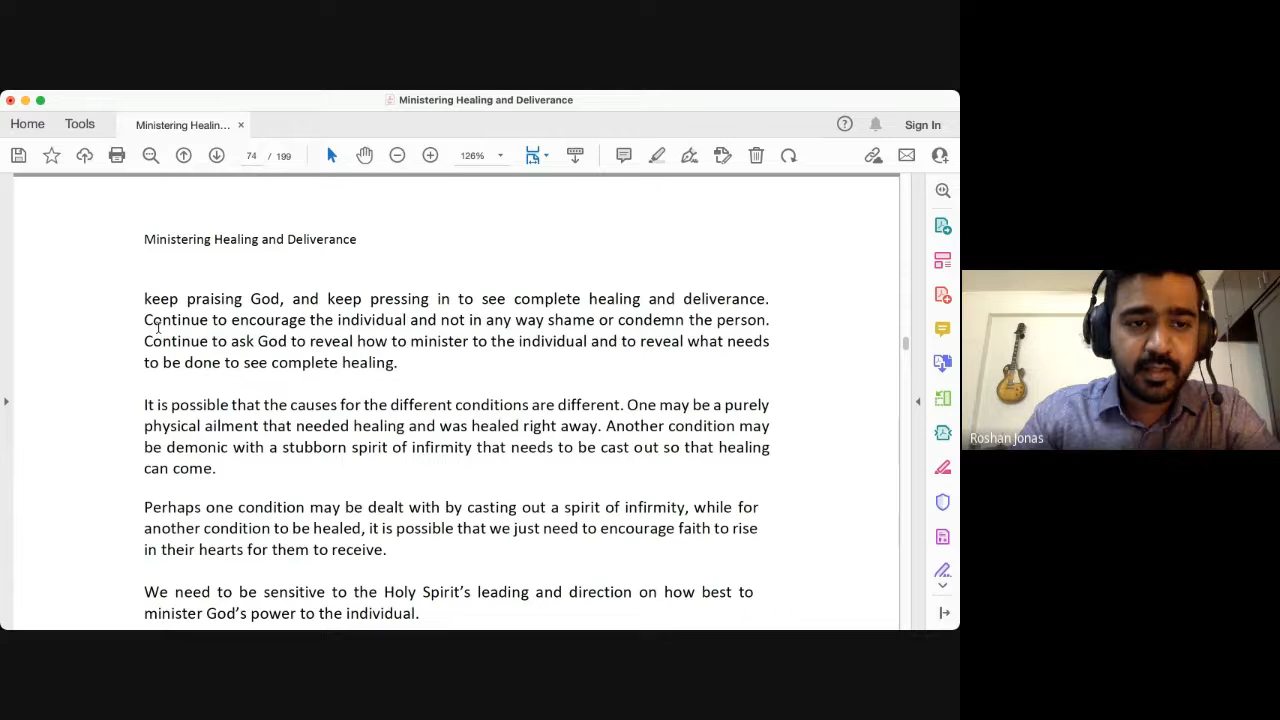 Ministering Healing and Deliverance
Home
Tools
Ministering Healin...
Sign In
74 / 199
126%
Ministering Healing and Deliverance
keep praising God, and keep pressing in to see complete healing and deliverance.
Continue to encourage the individual and not in any way shame or condemn the person.
Continue to ask God to reveal how to minister to the individual and to reveal what needs
to be done to see complete healing.
It is possible that the causes for the different conditions are different. One may be a purely
physical ailment that needed healing and was healed right away. Another condition may
be demonic with a stubborn spirit of infirmity that needs to be cast out so that healing
can come.
Perhaps one condition may be dealt with by casting out a spirit of infirmity, while for
another condition to be healed, it is possible that we just need to encourage faith to rise
in their hearts for them to receive.
We need to be sensitive to the Holy Spirit’s leading and direction on how best to
minister God’s power to the individual.
Roshan Jonas